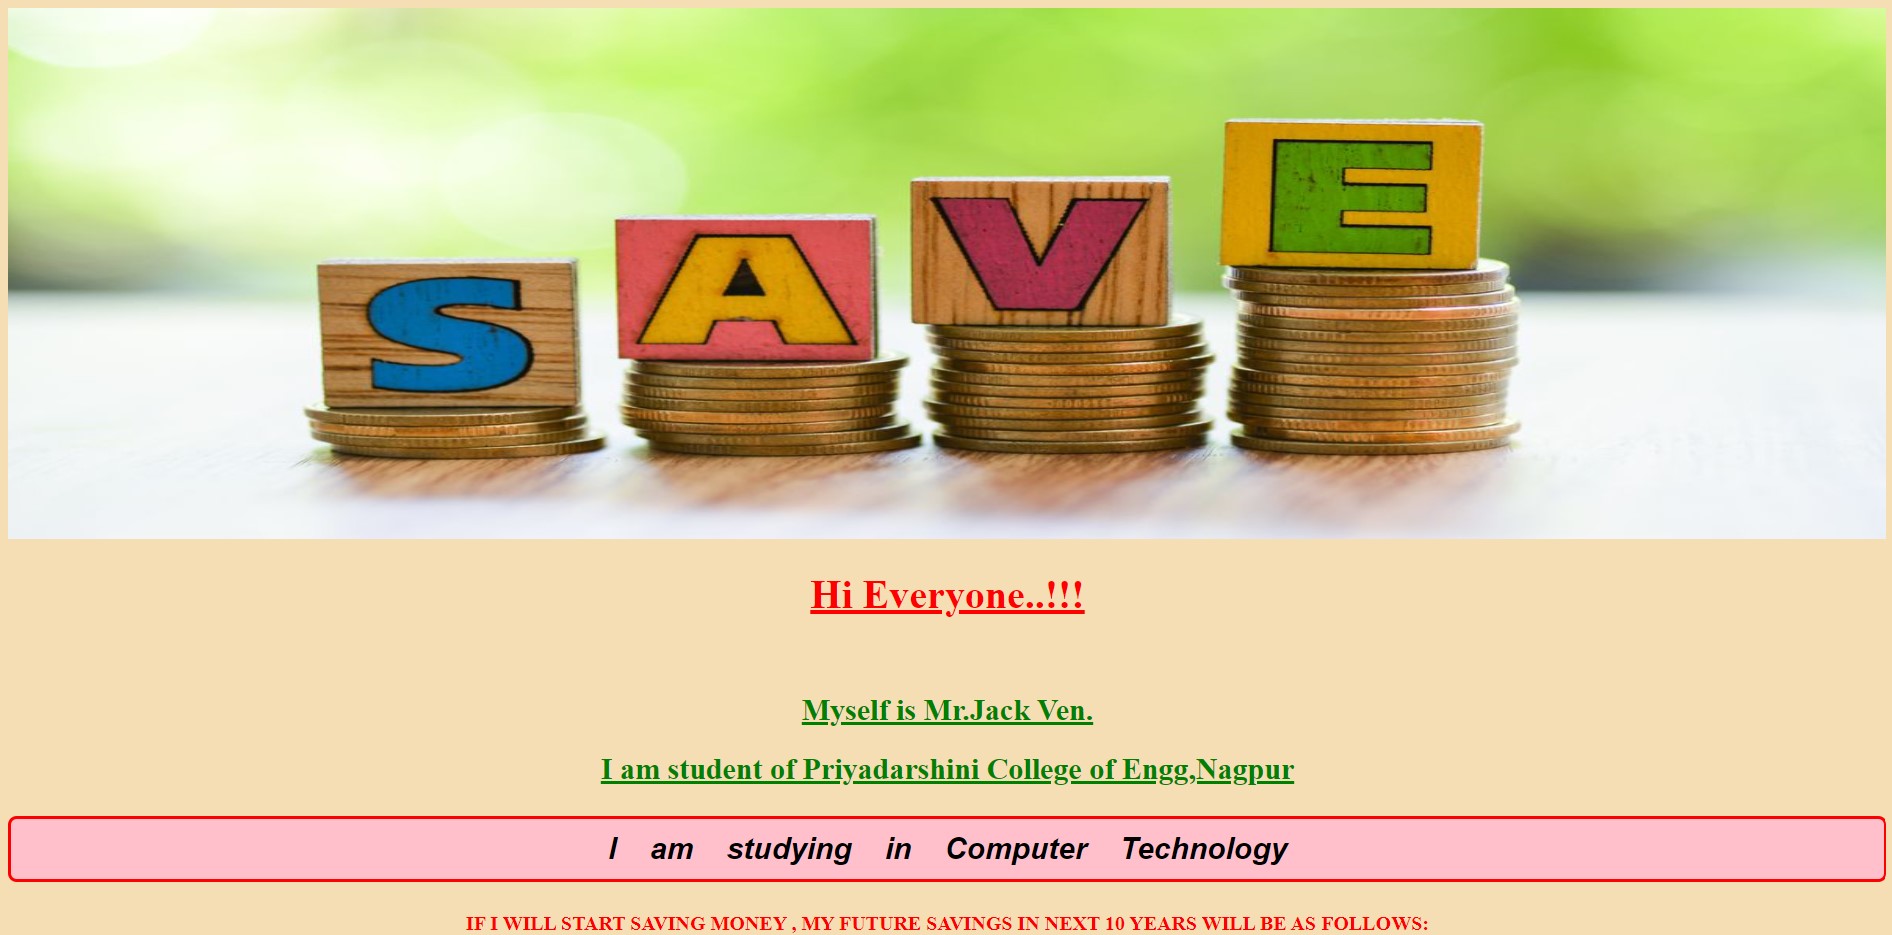 SAVE
Hi Everyone..!!!
Myself is Mr.Jack Ven.
I am student of Priyadarshini College of Engg,Nagpur
I am studying in Computer Technology
IF I WILL START SAVING MONEY , MY FUTURE SAVINGS IN NEXT 10 YEARS WILL BE AS FOLLOWS: